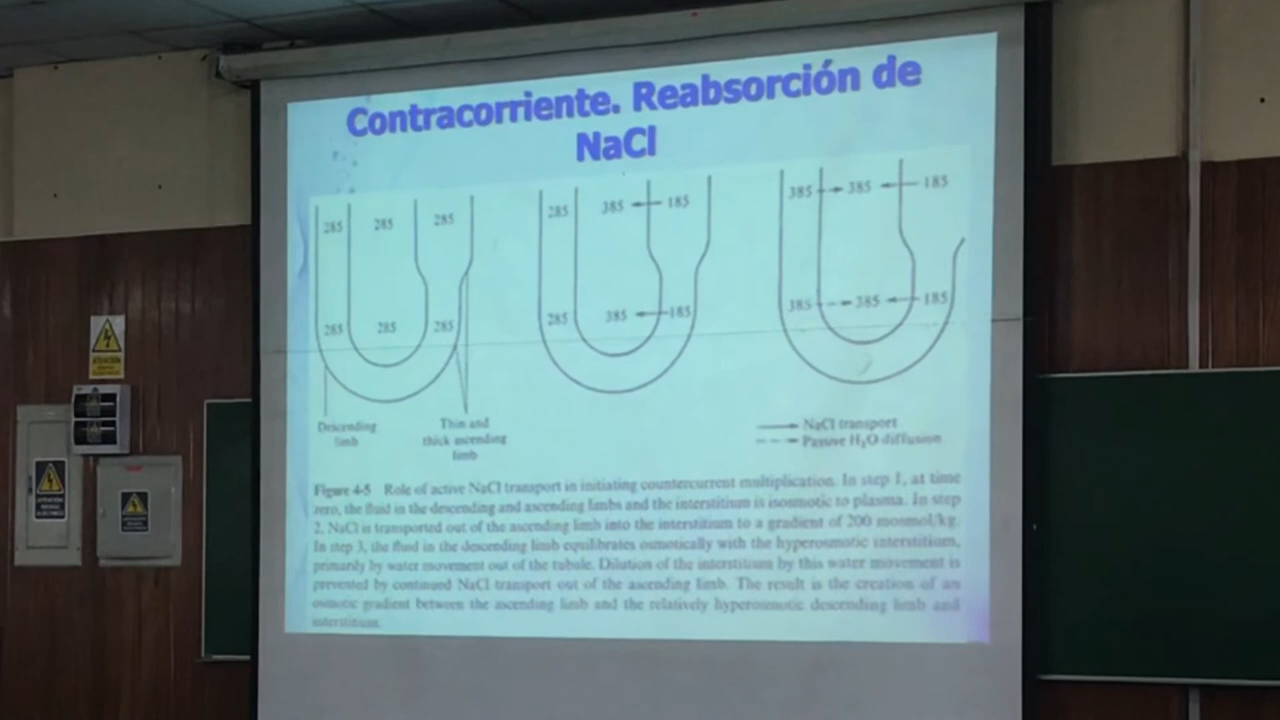 Contracorriente. Reabsorción de
NaCl
285 285 285
285 285 285
285 385 185
285 385 185
385 385 185
385 385 185
Descending
limb
Thin and
thick ascending
limb
NaCl transport
Passive H₂O diffusion
Figure 4-5 Role of active NaCl transport in initiating countercurrent multiplication. In step 1, at time
zero, the fluid in the descending and ascending limbs and the interstitium is isosmotic to plasma. In step
2, NaCl is transported out of the ascending limb into the interstitium to a gradient of 200 mosmol/kg.
In step 3, the fluid in the descending limb equilibrates osmotically with the hyperosmotic interstitium,
primarily by water movement out of the tubule. Dilution of the interstitium by this water movement is
prevented by continued NaCl transport out of the ascending limb. The result is the creation of an
osmotic gradient between the ascending limb and the relatively hyperosmotic descending limb and
interstitium.
ATENCIÓN